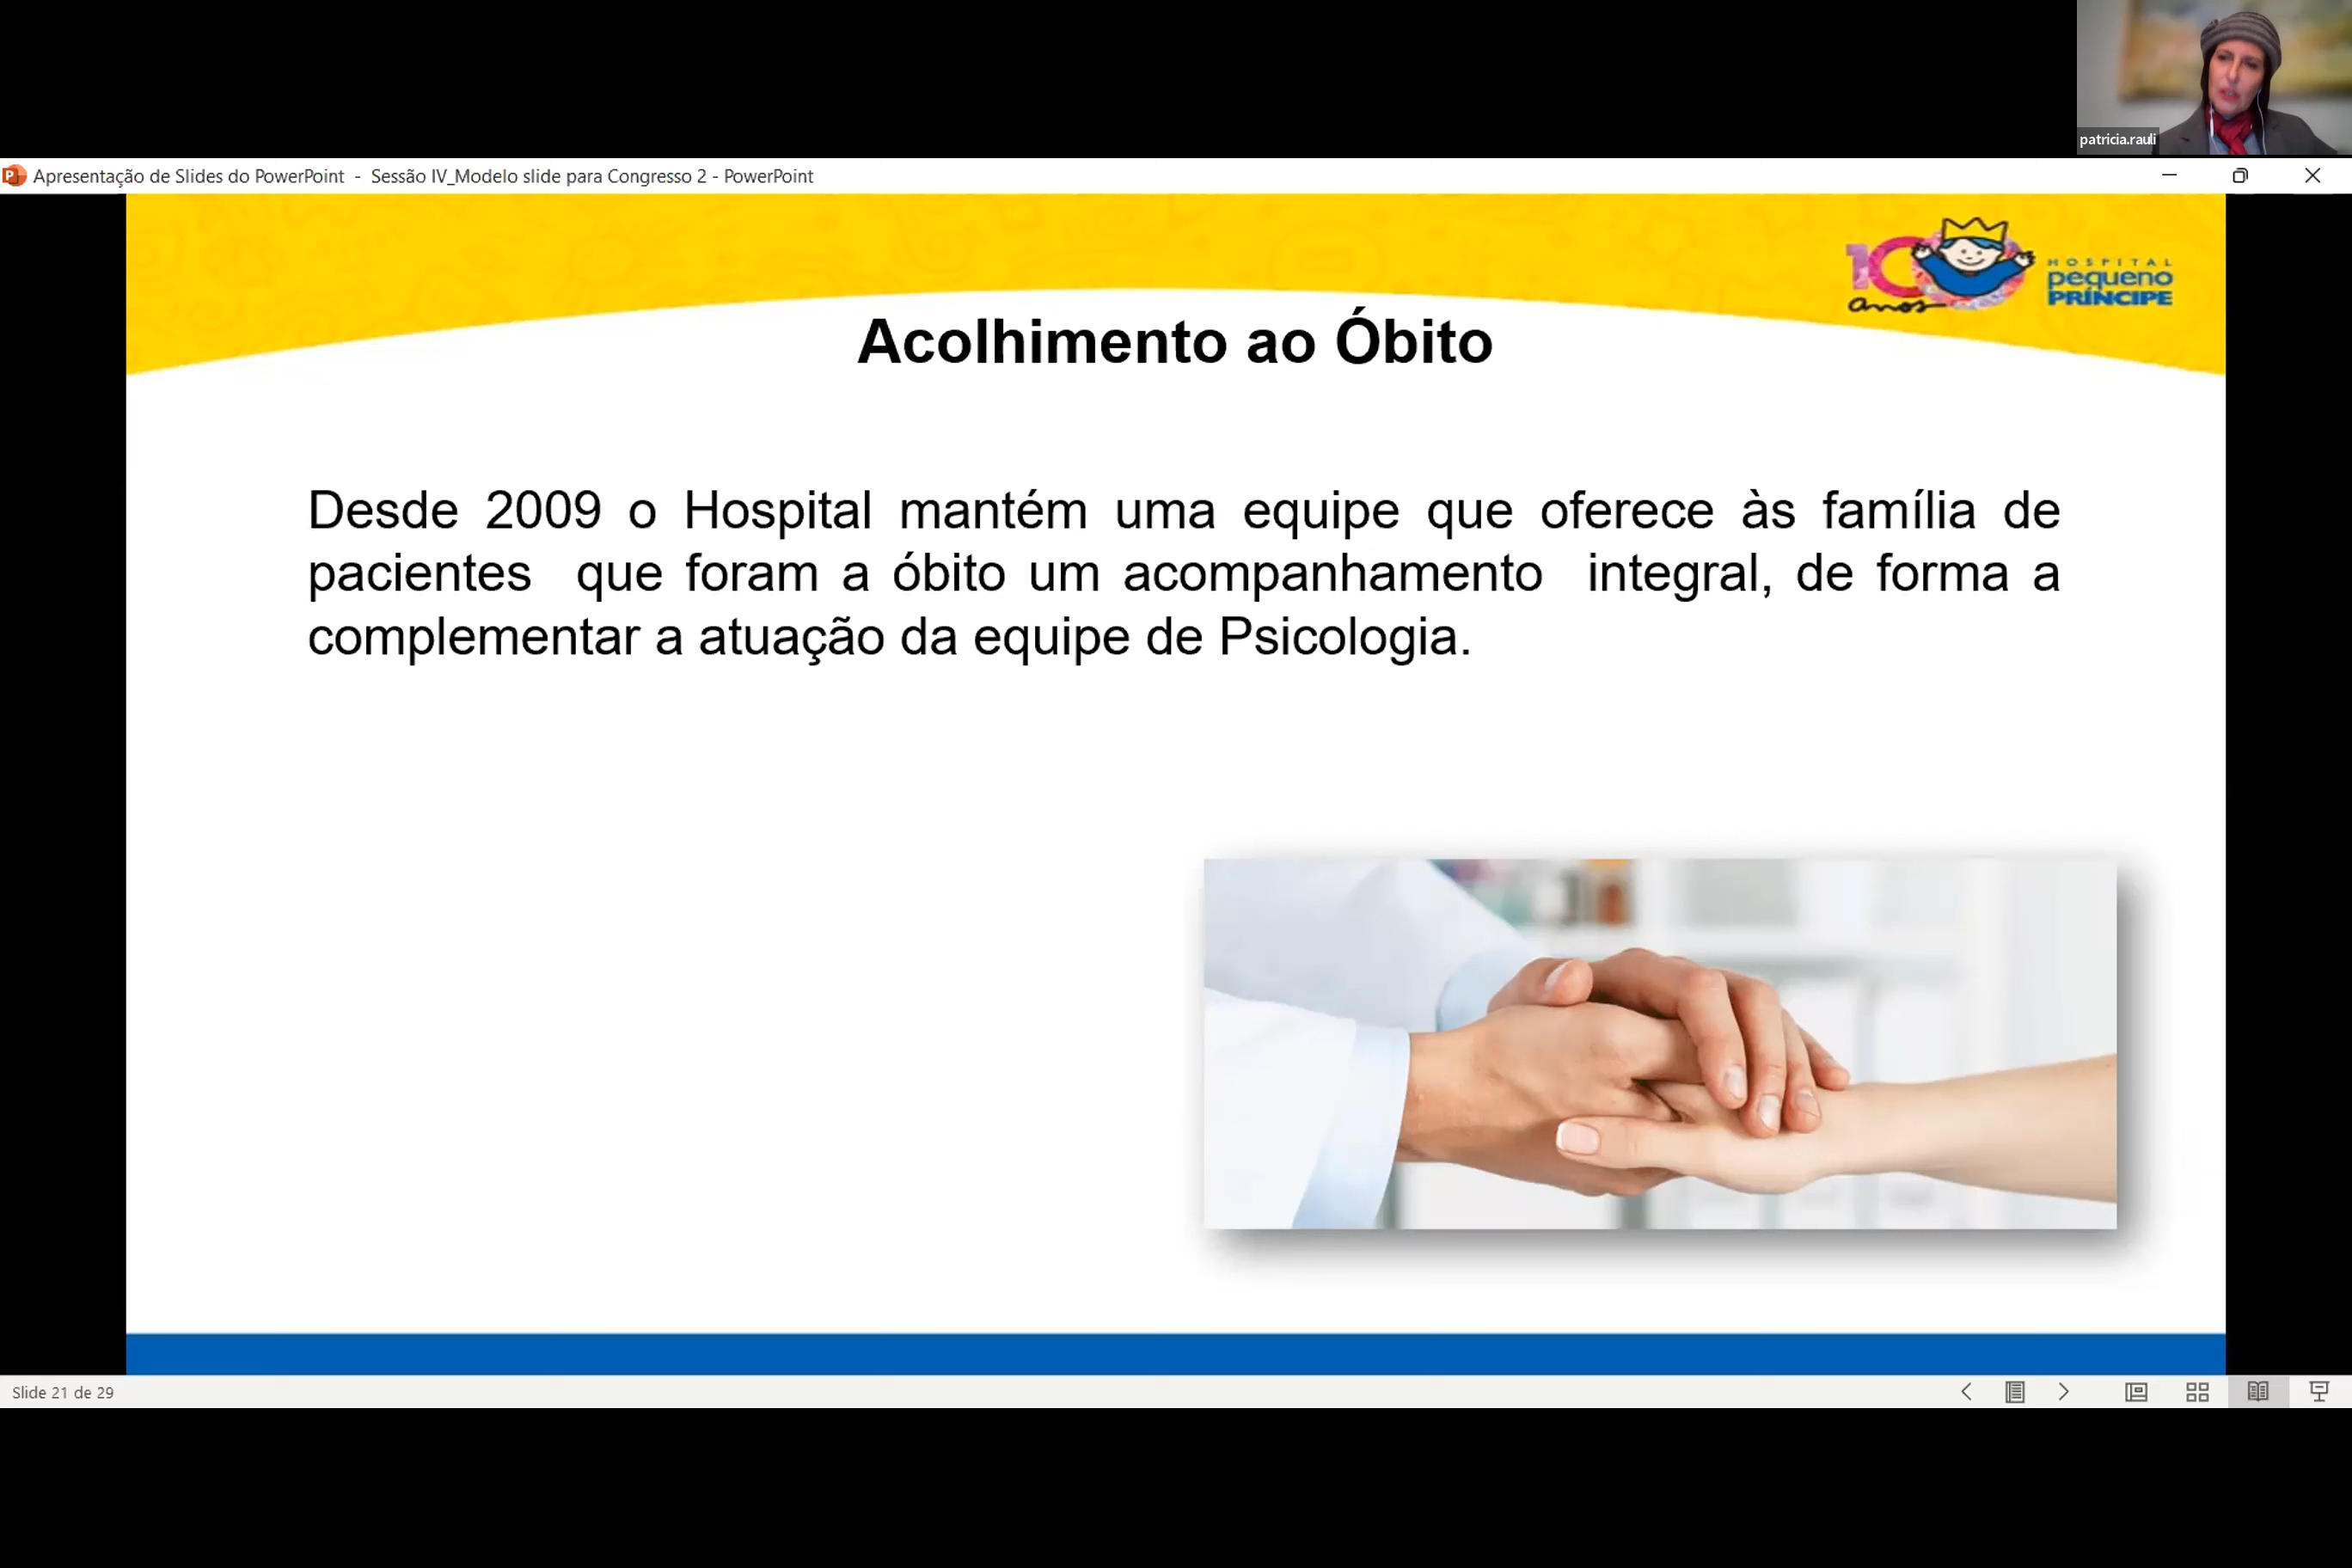 patricia.rauli
Apresentação de Slides do PowerPoint - Sessão IV_Modelo slide para Congresso 2 - PowerPoint
100
anos
HOSPITAL
pequeno
PRÍNCIPE
Acolhimento ao Óbito
Desde 2009 o Hospital mantém uma equipe que oferece às família de
pacientes que foram a óbito um acompanhamento integral, de forma a
complementar a atuação da equipe de Psicologia.
Slide 21 de 29